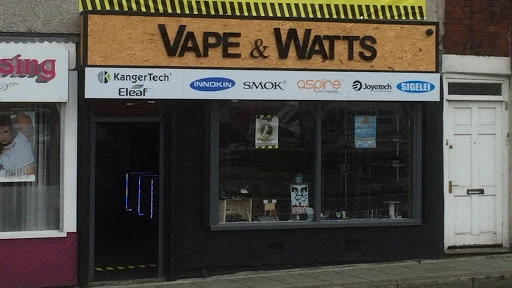 VAPE & WATTS
sing
KangerTech®
Eleaf
INNOKIN
SMOK®
aspire
Joyetech
SIGELEI